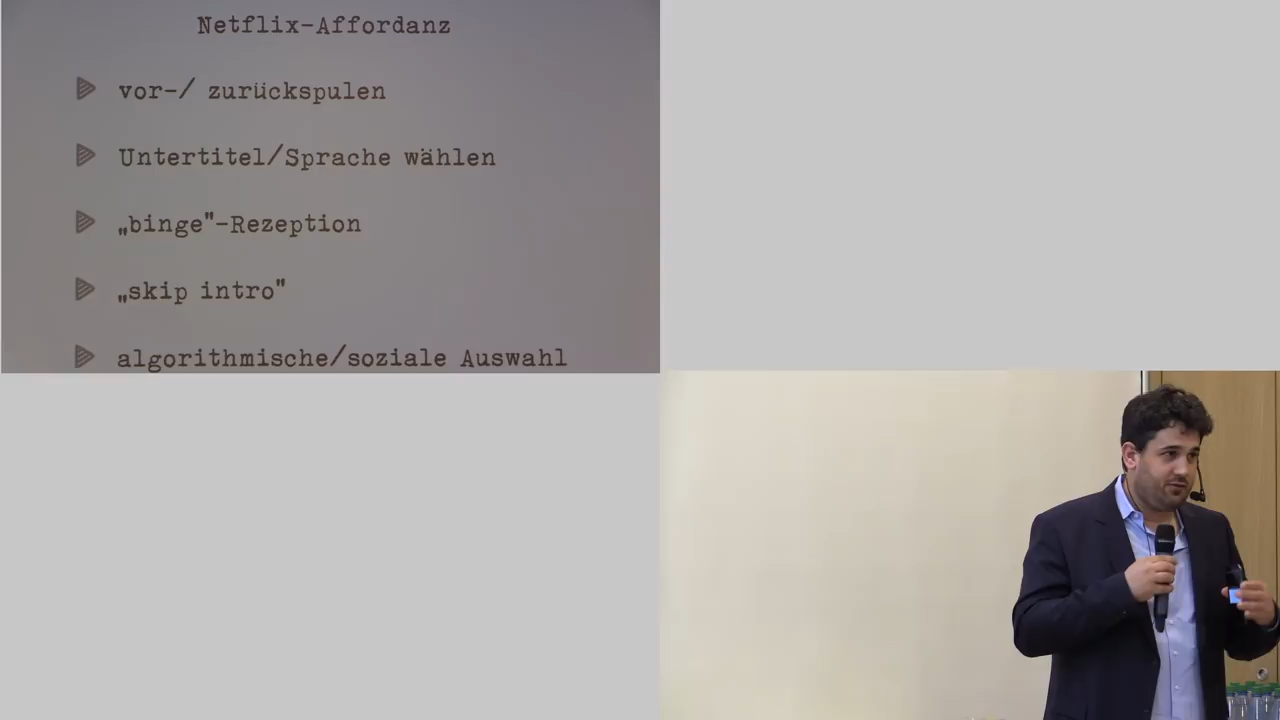 Netflix-Affordanz
vor-/ zurückspulen
Untertitel/Sprache wählen
„binge"-Rezeption
„skip intro"
algorithmische/soziale Auswahl